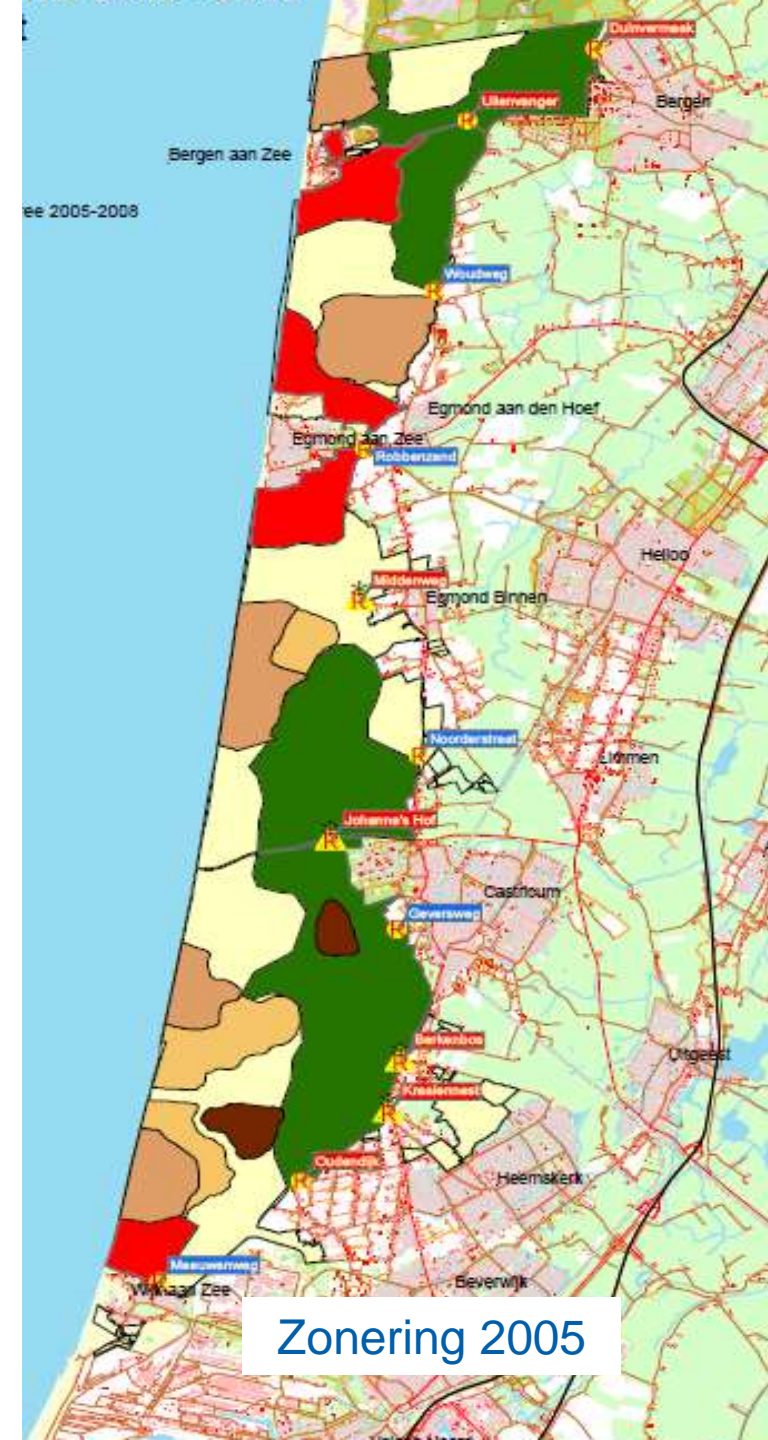 Duinvermaak
Bergen
Uilenvanger
Bergen aan Zee
ee 2005-2008
Woudweg
Egmond aan den Hoef
Egmond aan Zee
Robbenzand
Heiloo
Middenweg
Egmond Binnen
Noorderstraat
Limmen
Johanna's Hof
Castricum
Geversweg
Berkenbos
Uitgeest
Kraaiennest
Oudendijk
Heemskerk
Meeuwenweg
Wijk aan Zee
Beverwijk
Zonering 2005